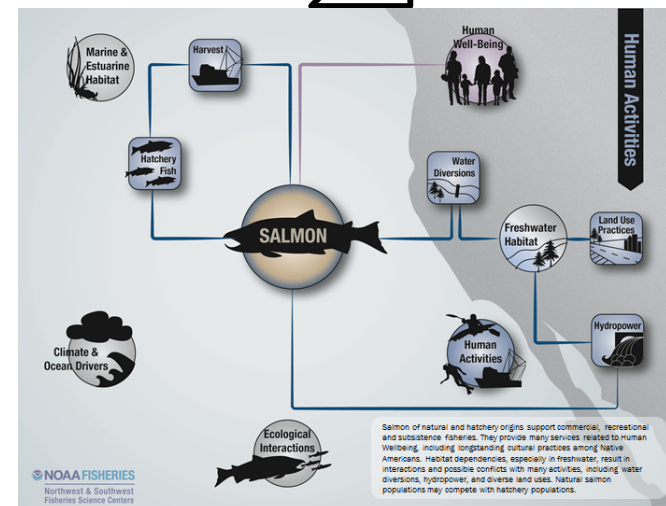 Marine &
Estuarine
Habitat
Harvest
Human
Well-Being
Human Activities
Hatchery
Fish
Water
Diversions
SALMON
Freshwater
Habitat
Land Use
Practices
Climate &
Ocean Drivers
Human
Activities
Hydropower
Ecological
Interactions
Salmon of natural and hatchery origins support commercial, recreational
and subsistence fisheries. They provide many services related to Human
Wellbeing, including longstanding cultural practices among Native
Americans. Habitat dependencies, especially in freshwater, result in
interactions and possible conflicts with many activities, including water
diversions, hydropower, and diverse land uses. Natural salmon
populations may compete with hatchery populations.
NOAA FISHERIES
Northwest & Southwest
Fisheries Science Centers